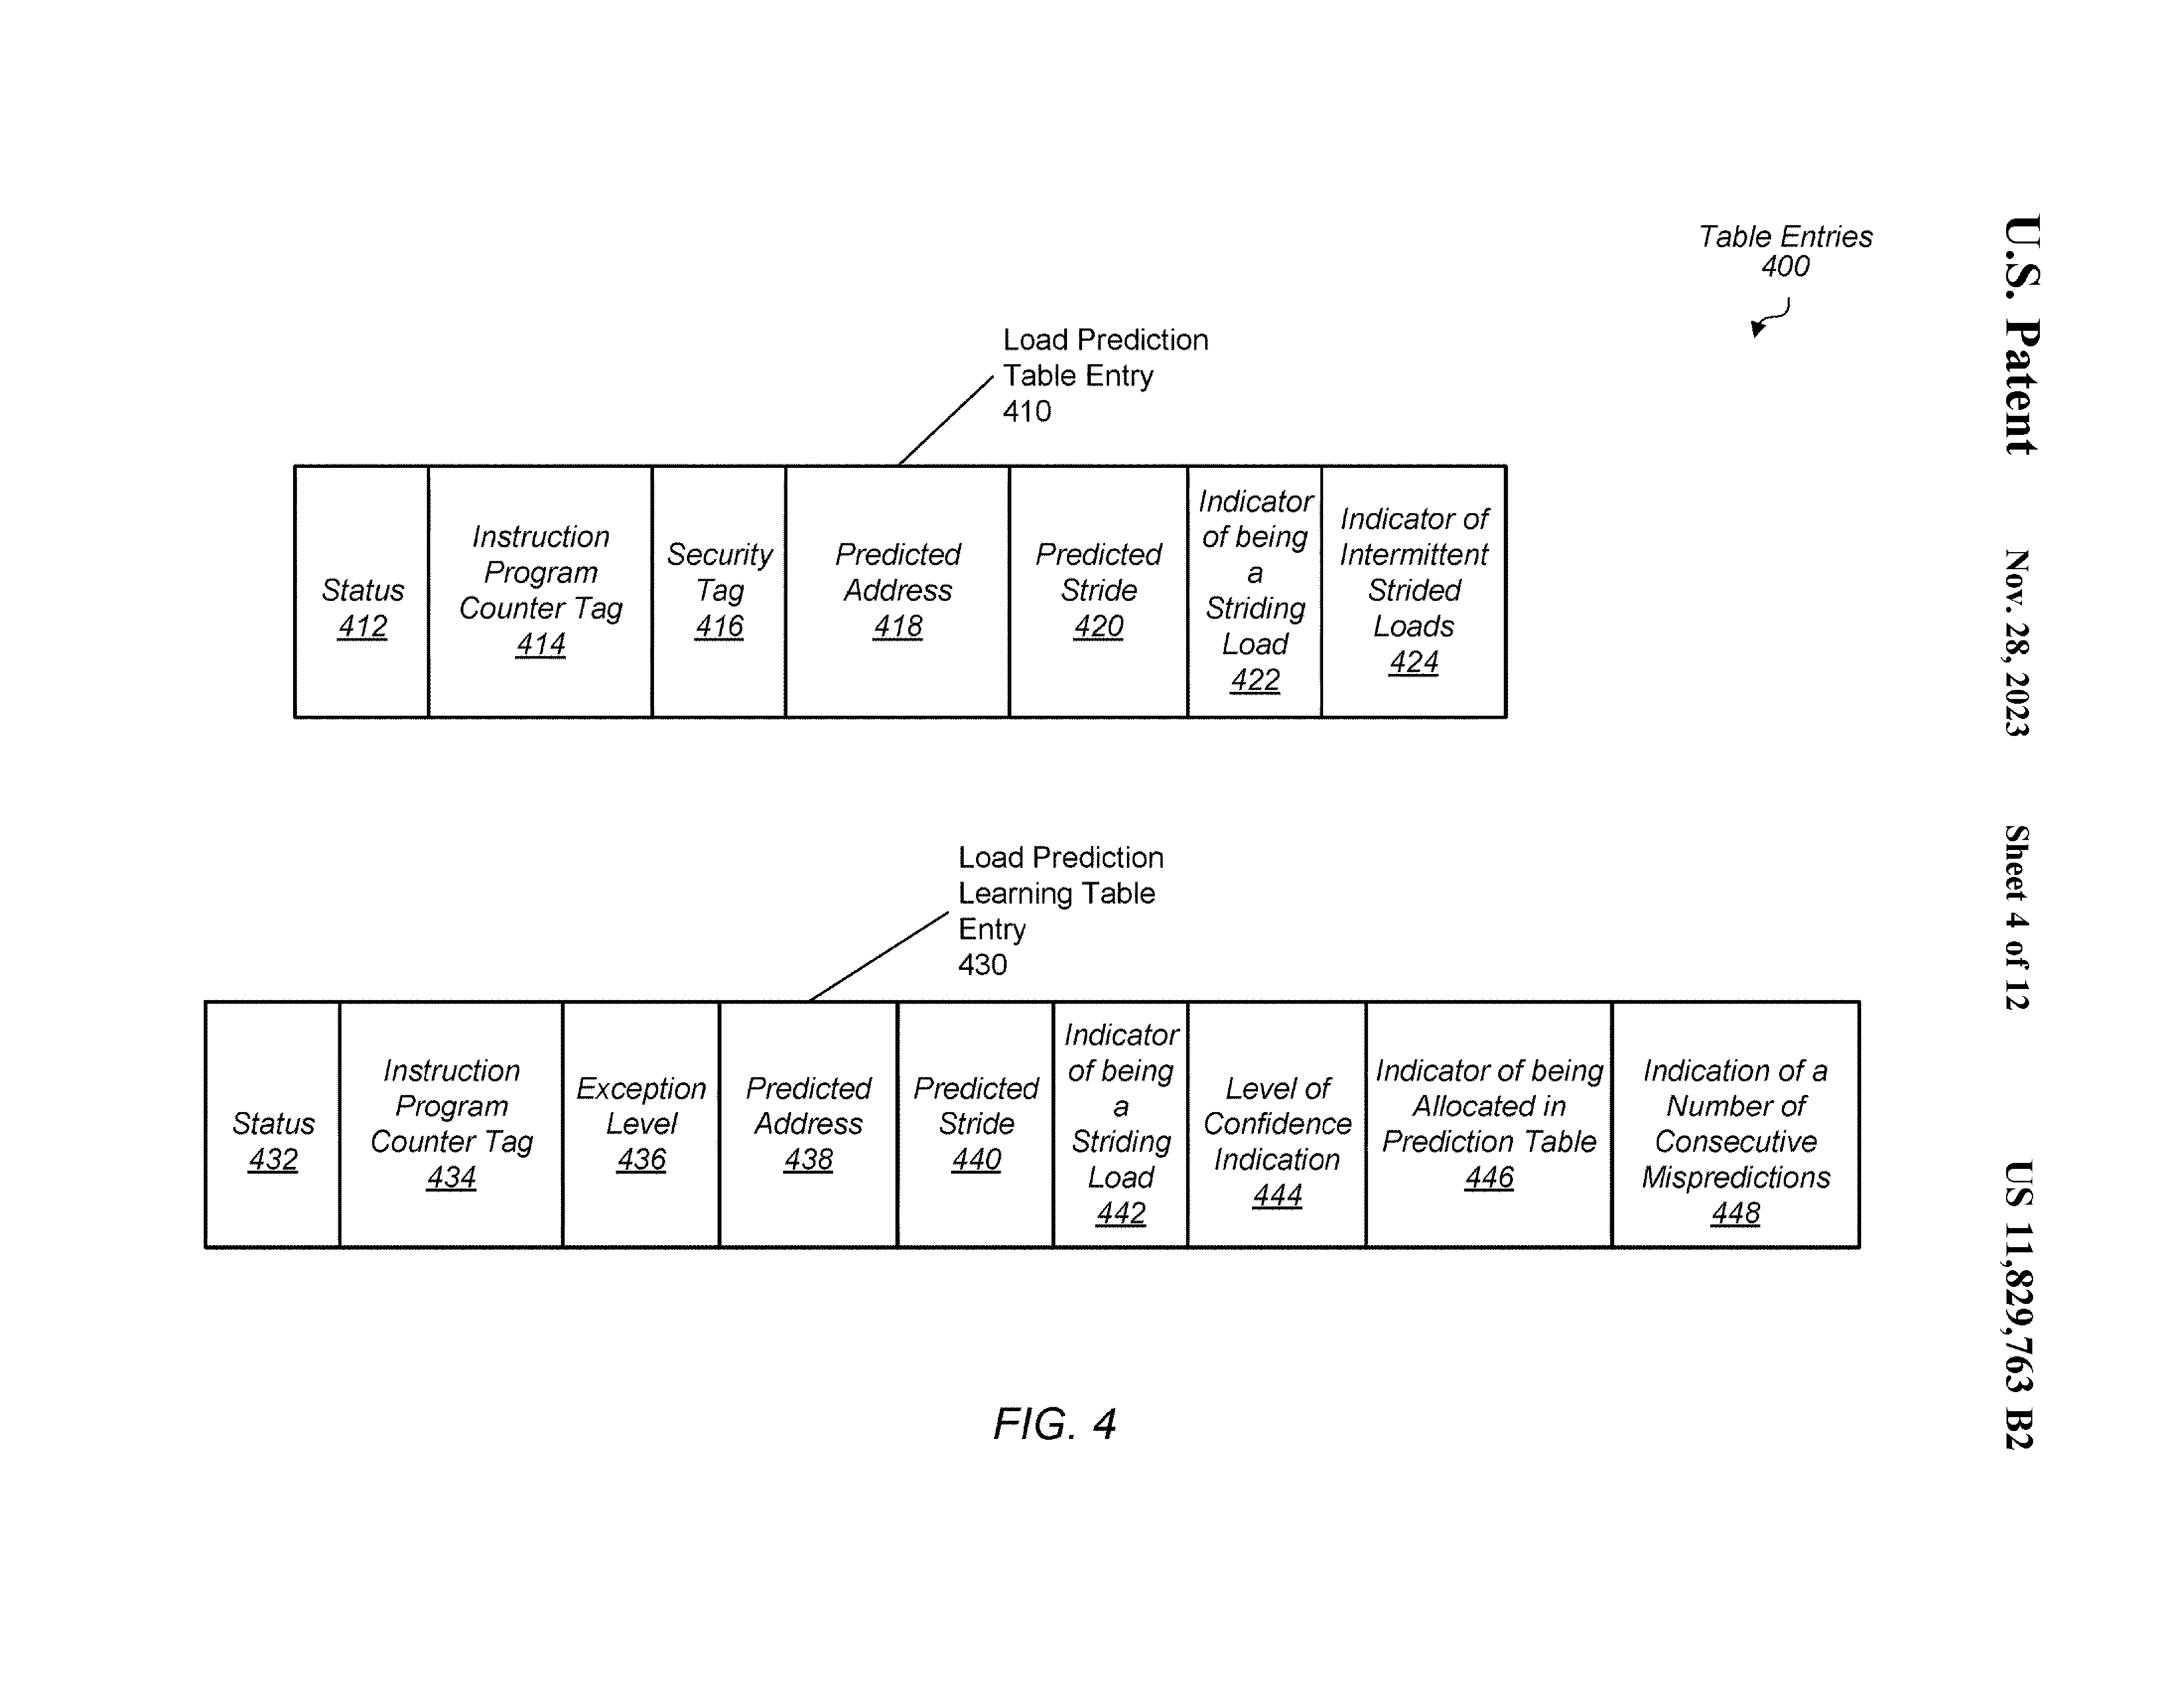 U.S. Patent Nov. 28, 2023 Sheet 4 of 12 US 11,829,763 B2
Table Entries
400
Load Prediction
Table Entry
410
Status
412
Instruction
Program
Counter Tag
414
Security
Tag
416
Predicted
Address
418
Predicted
Stride
420
Indicator
of being
a
Striding
Load
422
Indicator of
Intermittent
Strided
Loads
424
Load Prediction
Learning Table
Entry
430
Status
432
Instruction
Program
Counter Tag
434
Exception
Level
436
Predicted
Address
438
Predicted
Stride
440
Indicator
of being
a
Striding
Load
442
Level of
Confidence
Indication
444
Indicator of being
Allocated in
Prediction Table
446
Indication of a
Number of
Consecutive
Mispredictions
448
FIG. 4